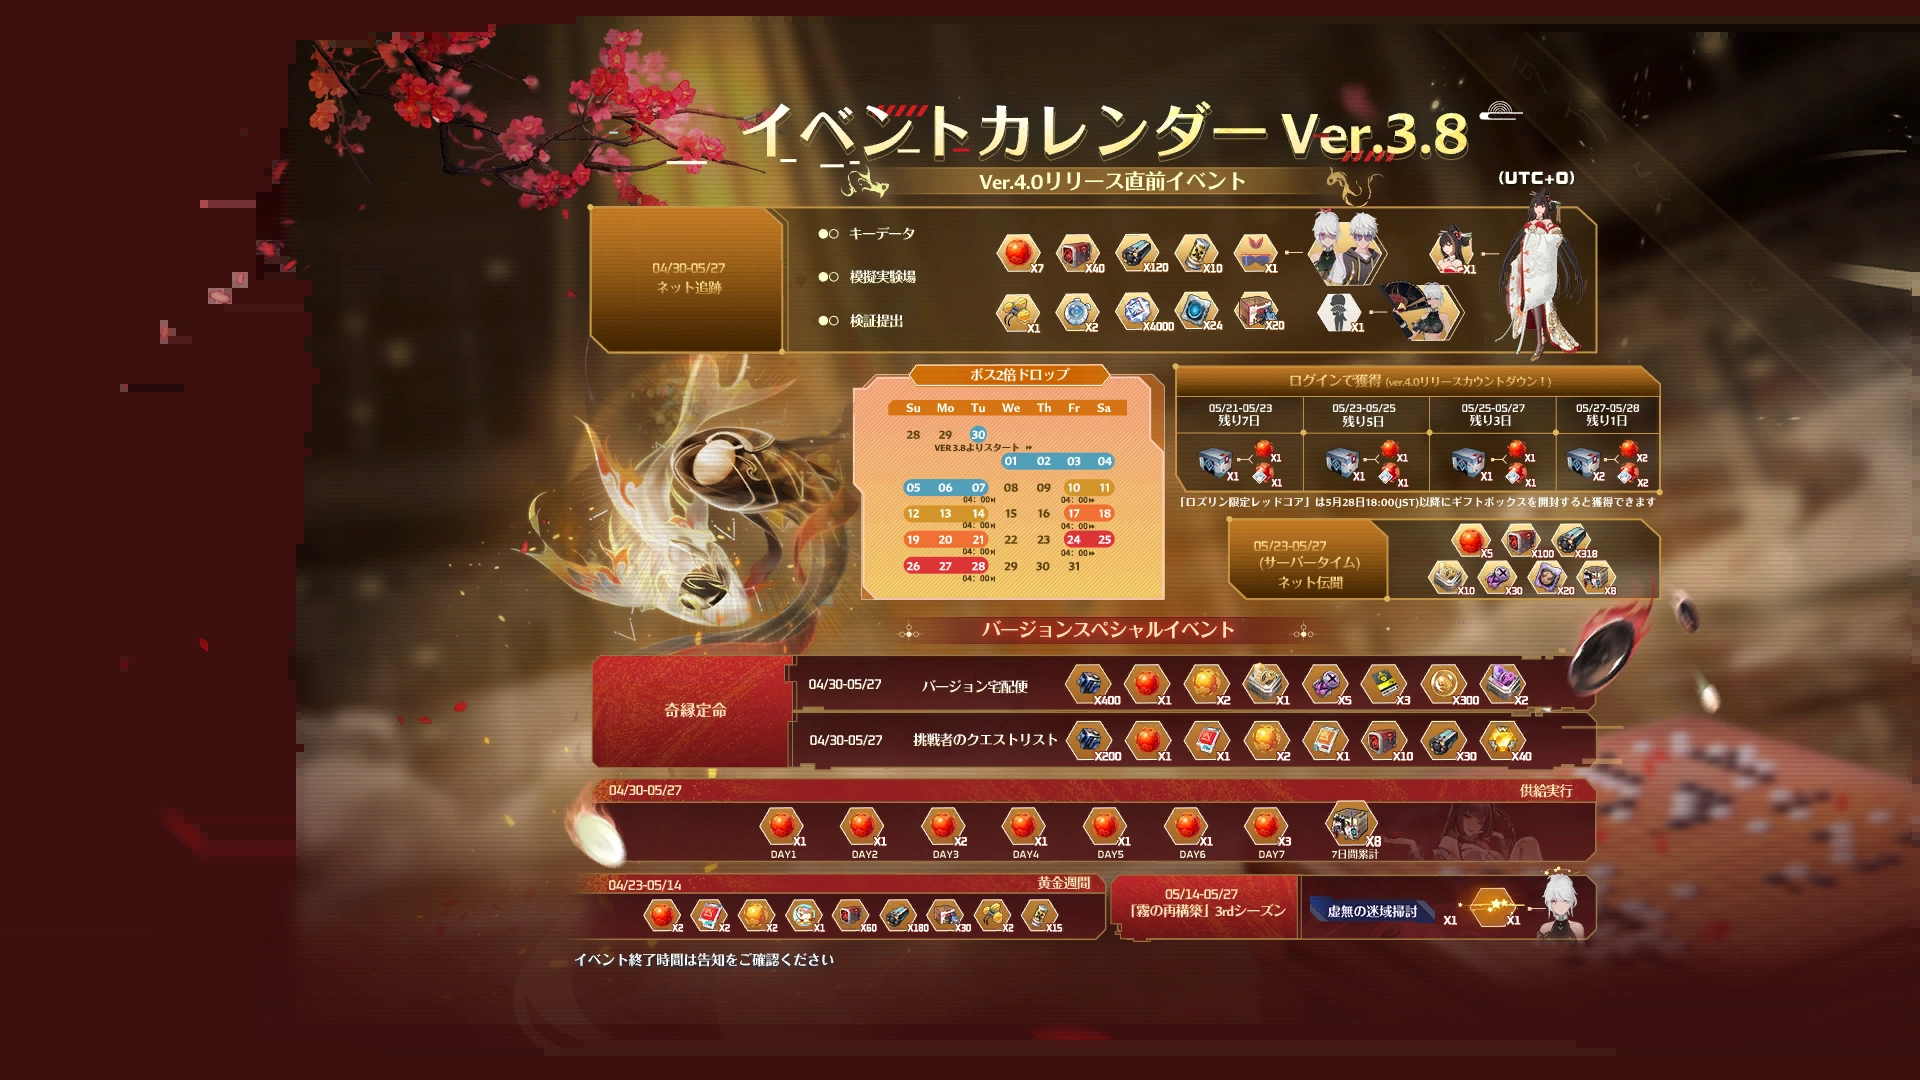 イベントカレンダー Ver.3.8
Ver.4.0リリース直前イベント
(UTC+0)
04/30-05/27
ネット追跡
キーデータ
模擬実験場
検証提出
X7 X40 X120 X10 X1 X1
X1 X2 X4000 X24 X20 X1
ボス2倍ドロップ
Su Mo Tu We Th Fr Sa
28 29 30
VER 3.8よりスタート
01 02 03 04
05 06 07 08 09 10 11
04：00 04：00
12 13 14 15 16 17 18
04：00 04：00
19 20 21 22 23 24 25
04：00 04：00
26 27 28 29 30 31
04：00
ログインで獲得 (ver.4.0リリースカウントダウン！)
05/21-05/23
残り7日
05/23-05/25
残り5日
05/25-05/27
残り3日
05/27-05/28
残り1日
X1 X1 X1
X1 X1 X1
X1 X1 X1
X2 X2 X2
「ロズリン限定レッドコア」は5月28日18:00(JST)以降にギフトボックスを開封すると獲得できます
05/23-05/27
(サーバータイム)
ネット伝聞
X5 X100 X318
X10 X30 X20 X8
バージョンスペシャルイベント
奇縁定命
04/30-05/27 バージョン宅配便
X400 X1 X2 X1 X5 X3 X300 X2
04/30-05/27 挑戦者のクエストリスト
X200 X1 X1 X2 X1 X10 X30 X40
04/30-05/27 供給実行
X1 X1 X2 X1 X1 X1 X3 X8
DAY1 DAY2 DAY3 DAY4 DAY5 DAY6 DAY7 7日間累計
04/23-05/14 黄金週間
X2 X2 X2 X1 X60 X180 X30 X2 X15
05/14-05/27
「霧の再構築」3rdシーズン
虚無の迷域掃討
X1 X1
イベント終了時間は告知をご確認ください